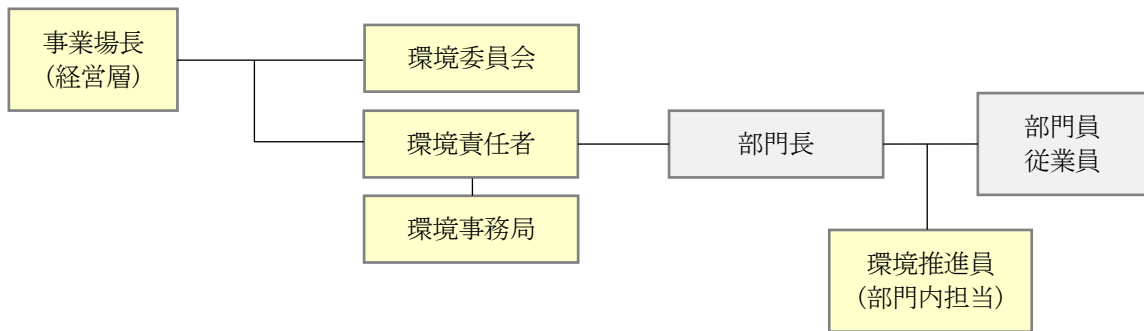 事業場長
(経営層)
環境委員会
環境責任者
環境事務局
部門長
部門員
従業員
環境推進員
(部門内担当)